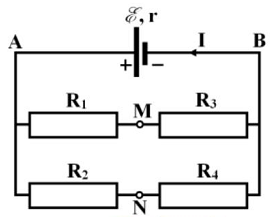 ℰ, r
A I B
+ −
R₁ M R₃
R₂ N R₄